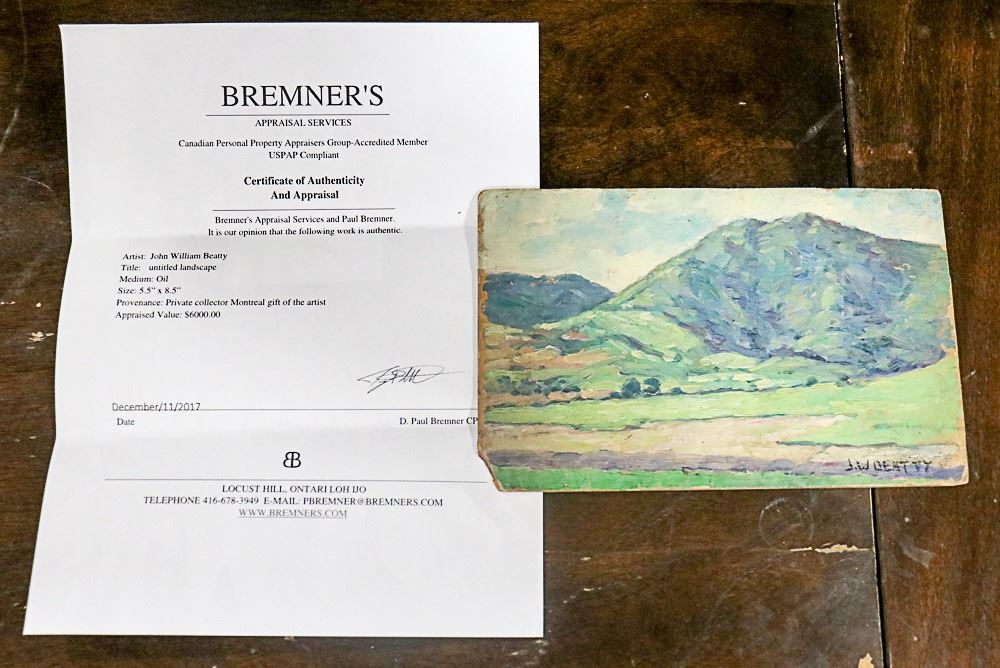 BREMNER'S
APPRAISAL SERVICES
Canadian Personal Property Appraisers Group-Accredited Member
USPAP Compliant
Certificate of Authenticity
And Appraisal
Bremner's Appraisal Services and Paul Bremner.
It is our opinion that the following work is authentic.
Artist: John William Beatty
Title: untitled landscape
Medium: Oil
Size: 5.5" x 8.5"
Provenance: Private collector Montreal gift of the artist
Appraised Value: $6000.00
December/11/2017
Date
D. Paul Bremner CP
B
LOCUST HILL, ONTARI LOH IJO
TELEPHONE 416-678-3949 E-MAIL: PBREMNER@BREMNERS.COM
WWW.BREMNERS.COM
J.W BEATTY